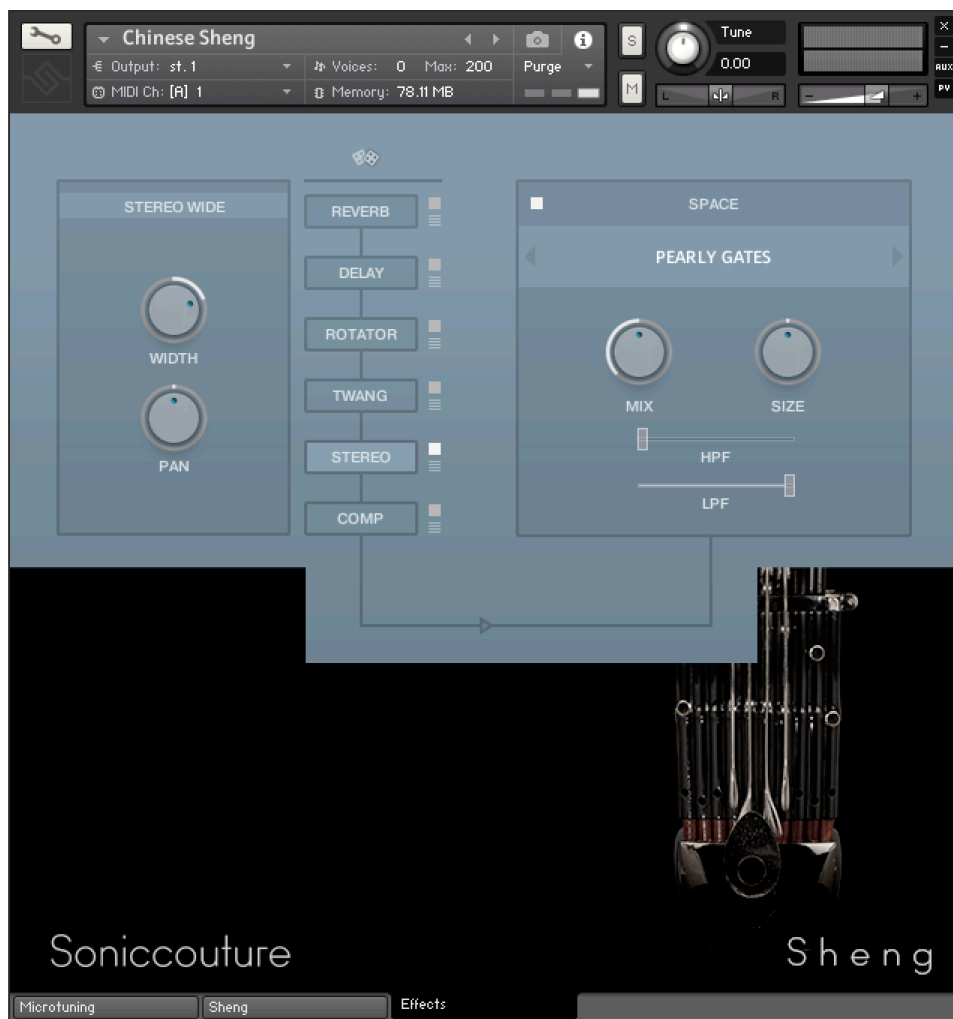 Chinese Sheng
Output: st.1
Voices: 0 Max: 200
Purge
MIDI Ch: [A] 1
Memory: 78.11 MB
S
M
Tune
0.00
L
R
-
+
×
-
AUX
PV
STEREO WIDE
WIDTH
PAN
REVERB
DELAY
ROTATOR
TWANG
STEREO
COMP
SPACE
PEARLY GATES
MIX
SIZE
HPF
LPF
Soniccouture
Sheng
Microtuning
Sheng
Effects